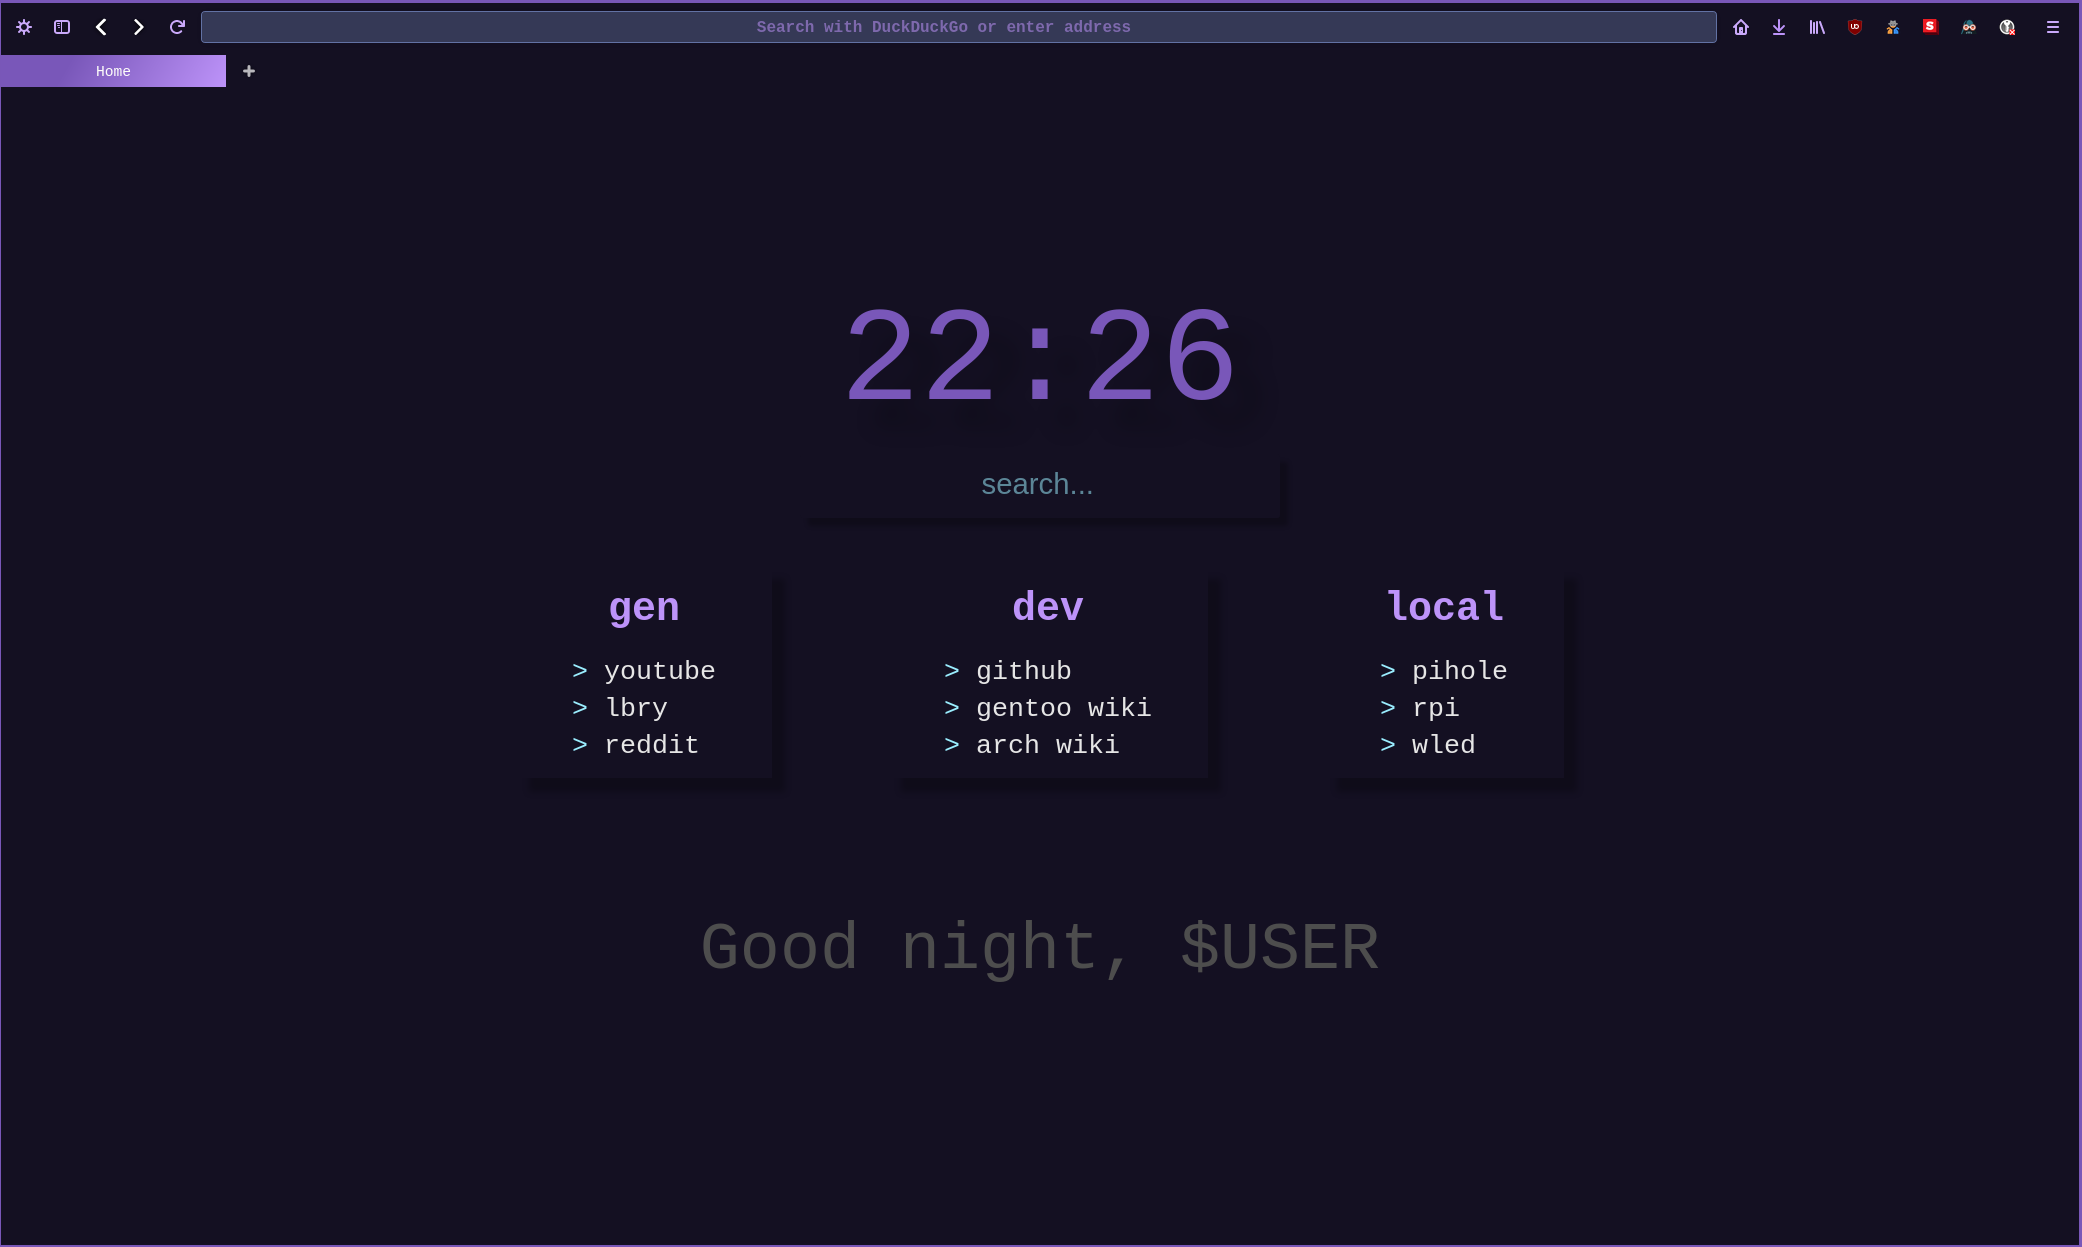 Search with DuckDuckGo or enter address
Home
22:26
search...
gen
> youtube
> lbry
> reddit
dev
> github
> gentoo wiki
> arch wiki
local
> pihole
> rpi
> wled
Good night, $USER